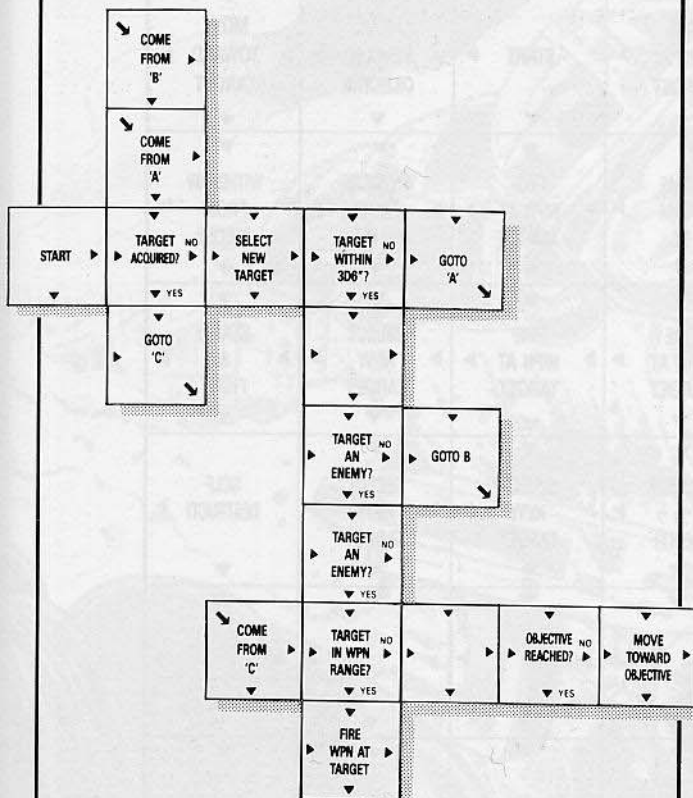 COME
FROM
'B'
COME
FROM
'A'
START
TARGET
ACQUIRED?
NO
YES
SELECT
NEW
TARGET
TARGET
WITHIN
3D6"?
NO
YES
GOTO
'A'
GOTO
'C'
TARGET
AN
ENEMY?
NO
YES
GOTO B
TARGET
AN
ENEMY?
NO
YES
COME
FROM
'C'
TARGET
IN WPN
RANGE?
NO
YES
OBJECTIVE
REACHED?
NO
YES
MOVE
TOWARD
OBJECTIVE
FIRE
WPN AT
TARGET